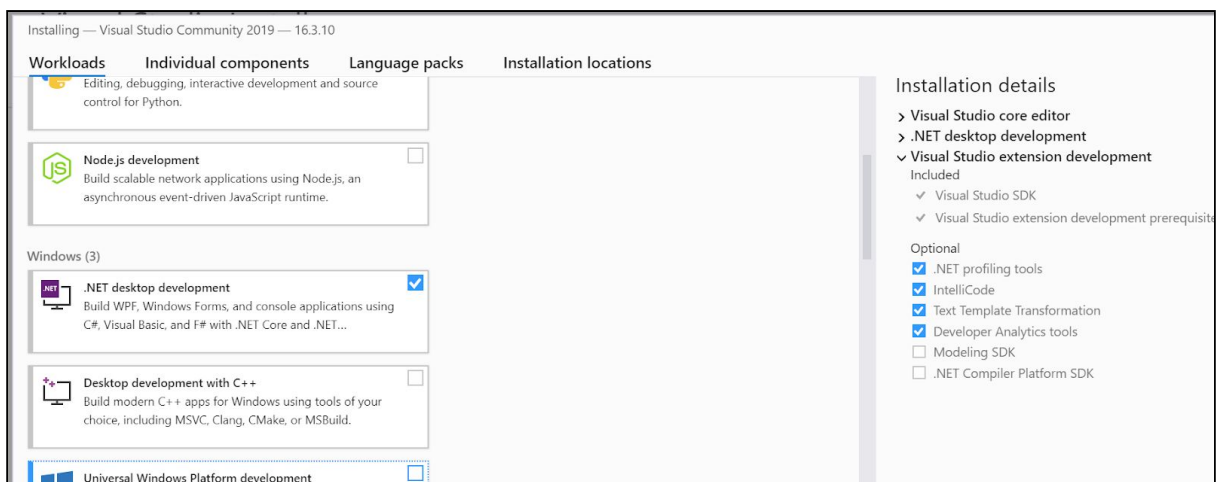 Installing — Visual Studio Community 2019 — 16.3.10
Workloads Individual components Language packs Installation locations
Editing, debugging, interactive development and source
control for Python.
Node.js development
Build scalable network applications using Node.js, an
asynchronous event-driven JavaScript runtime.
Windows (3)
.NET
.NET desktop development
Build WPF, Windows Forms, and console applications using
C#, Visual Basic, and F# with .NET Core and .NET...
Desktop development with C++
Build modern C++ apps for Windows using tools of your
choice, including MSVC, Clang, CMake, or MSBuild.
Universal Windows Platform development
Installation details
Visual Studio core editor
.NET desktop development
Visual Studio extension development
Included
Visual Studio SDK
Visual Studio extension development prerequisite
Optional
.NET profiling tools
IntelliCode
Text Template Transformation
Developer Analytics tools
Modeling SDK
.NET Compiler Platform SDK